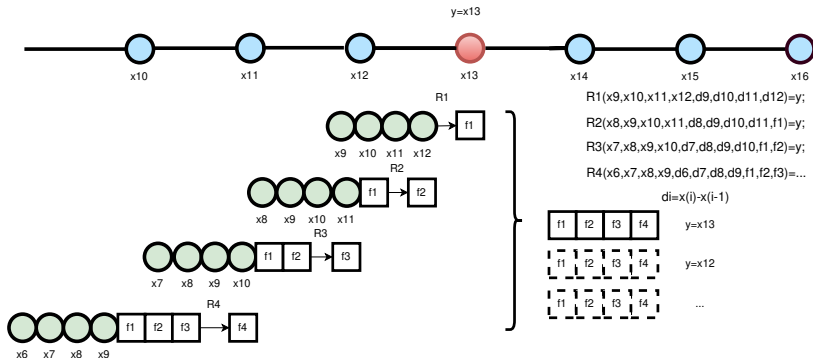 y=x13
x10 x11 x12 x13 x14 x15 x16
R1
f1
x9 x10 x11 x12
R2
f1 f2
x8 x9 x10 x11
R3
f1 f2 f3
x7 x8 x9 x10
R4
f1 f2 f3 f4
x6 x7 x8 x9
R1(x9,x10,x11,x12,d9,d10,d11,d12)=y;
R2(x8,x9,x10,x11,d8,d9,d10,d11,f1)=y;
R3(x7,x8,x9,x10,d7,d8,d9,d10,f1,f2)=y;
R4(x6,x7,x8,x9,d6,d7,d8,d9,f1,f2,f3)=...
di=x(i)-x(i-1)
f1 f2 f3 f4 y=x13
f1 f2 f3 f4 y=x12
f1 f2 f3 f4 ...